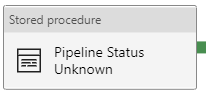 Stored procedure
Pipeline Status
Unknown